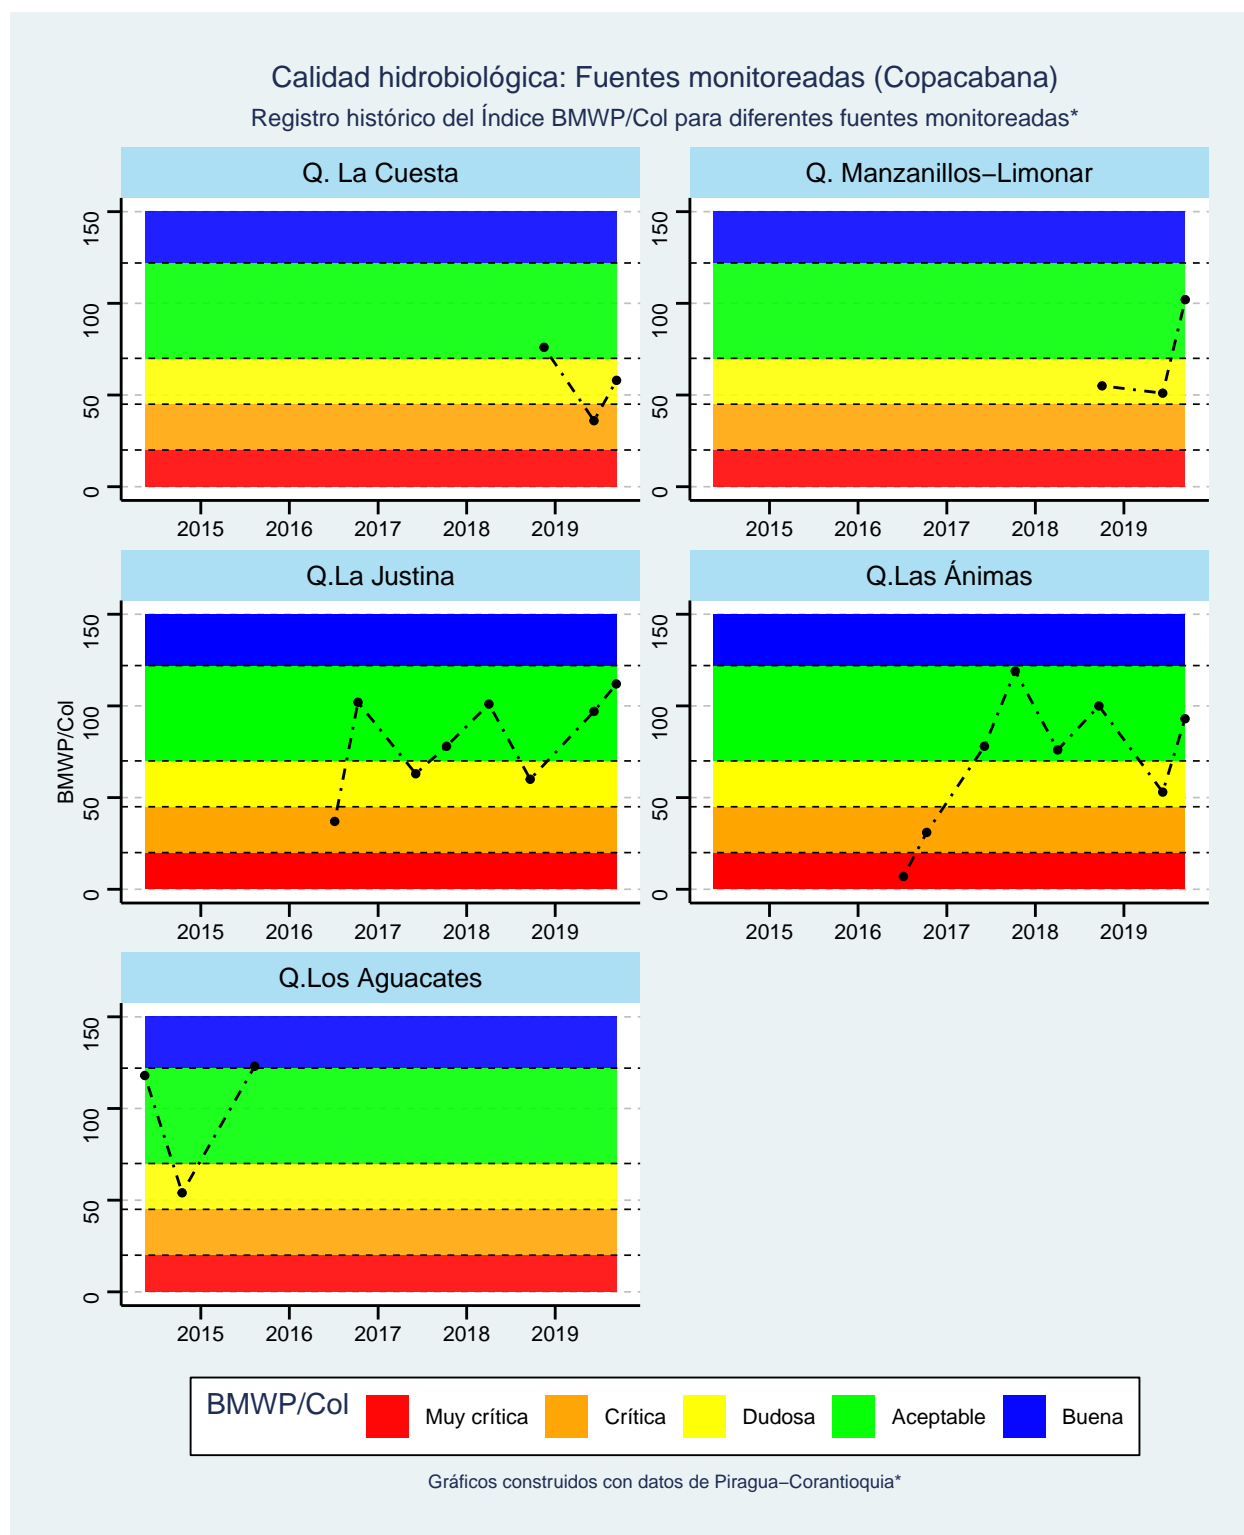 Calidad hidrobiológica: Fuentes monitoreadas (Copacabana)
Registro histórico del Índice BMWP/Col para diferentes fuentes monitoreadas*
Q. La Cuesta
150
100
50
0
2015 2016 2017 2018 2019
Q. Manzanillos−Limonar
150
100
50
0
2015 2016 2017 2018 2019
BMWP/Col
Q.La Justina
150
100
50
0
2015 2016 2017 2018 2019
Q.Las Ánimas
150
100
50
0
2015 2016 2017 2018 2019
Q.Los Aguacates
150
100
50
0
2015 2016 2017 2018 2019
BMWP/Col Muy crítica Crítica Dudosa Aceptable Buena
Gráficos construidos con datos de Piragua−Corantioquia*